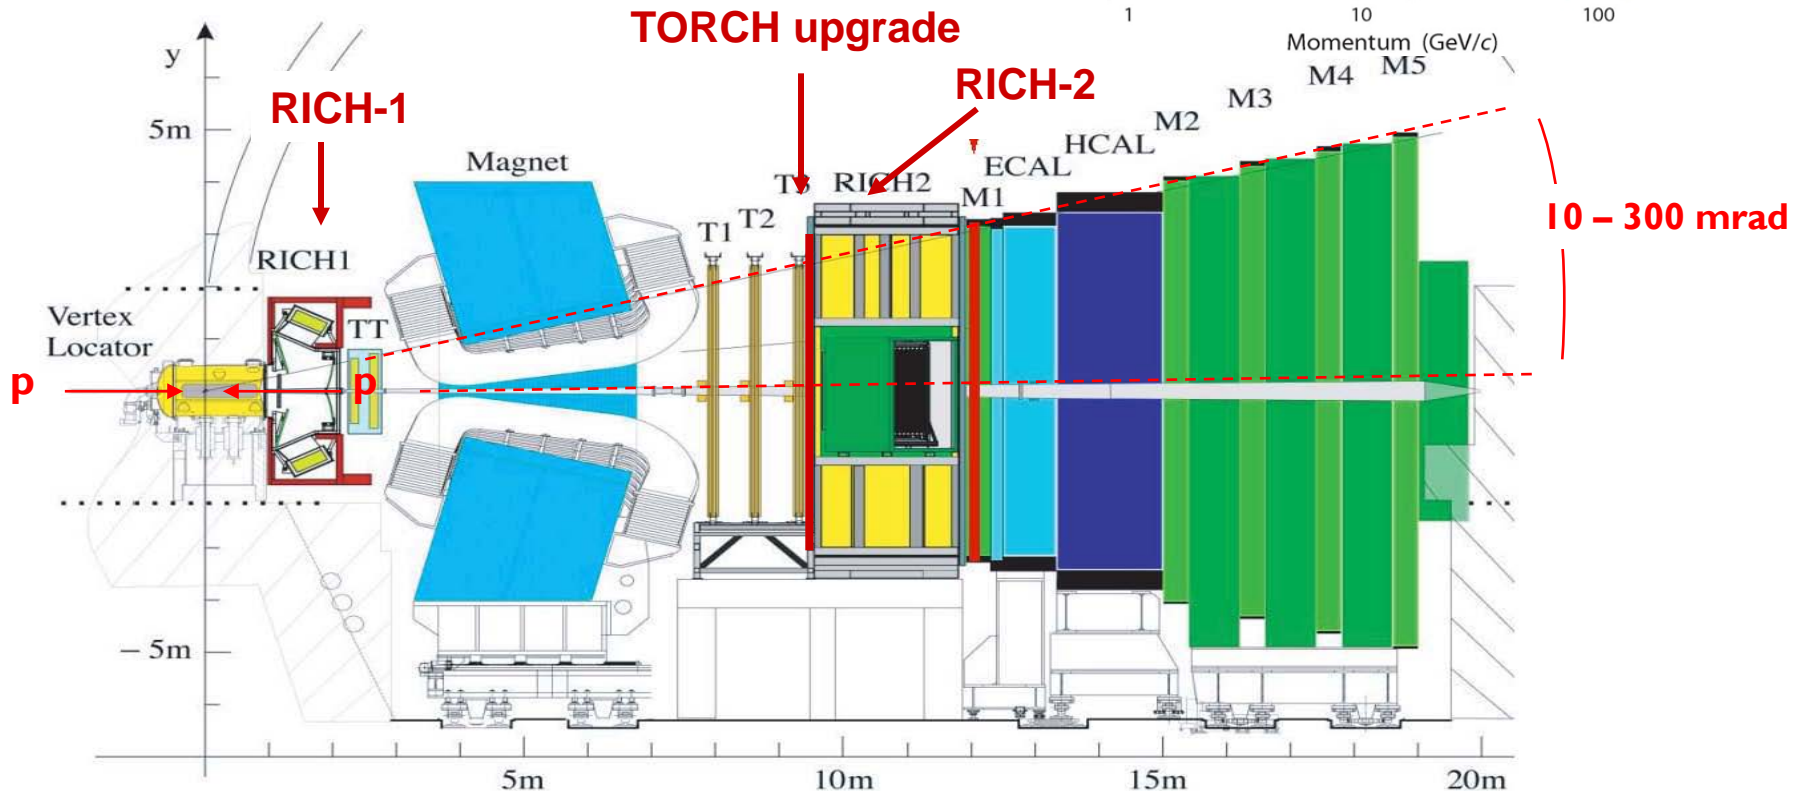 1 10 100
Momentum (GeV/c)
TORCH upgrade
RICH-2
RICH-1
y
5m
M5
M4
M3
M2
HCAL
ECAL
M1
RICH2
T3
T2
T1
Magnet
10 – 300 mrad
RICH1
TT
Vertex
Locator
p
p
– 5m
5m 10m 15m 20m